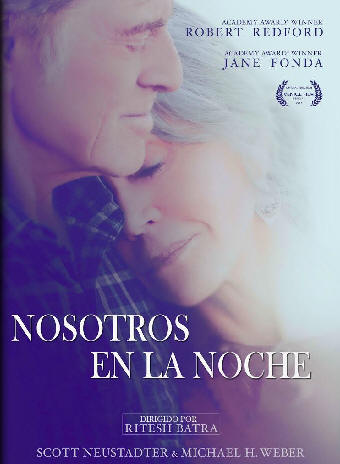 ACADEMY AWARD WINNER
ROBERT REDFORD
ACADEMY AWARD WINNER
JANE FONDA
NOSOTROS
EN LA NOCHE
DIRIGIDO POR
RITESH BATRA
SCOTT NEUSTADTER & MICHAEL H. WEBER